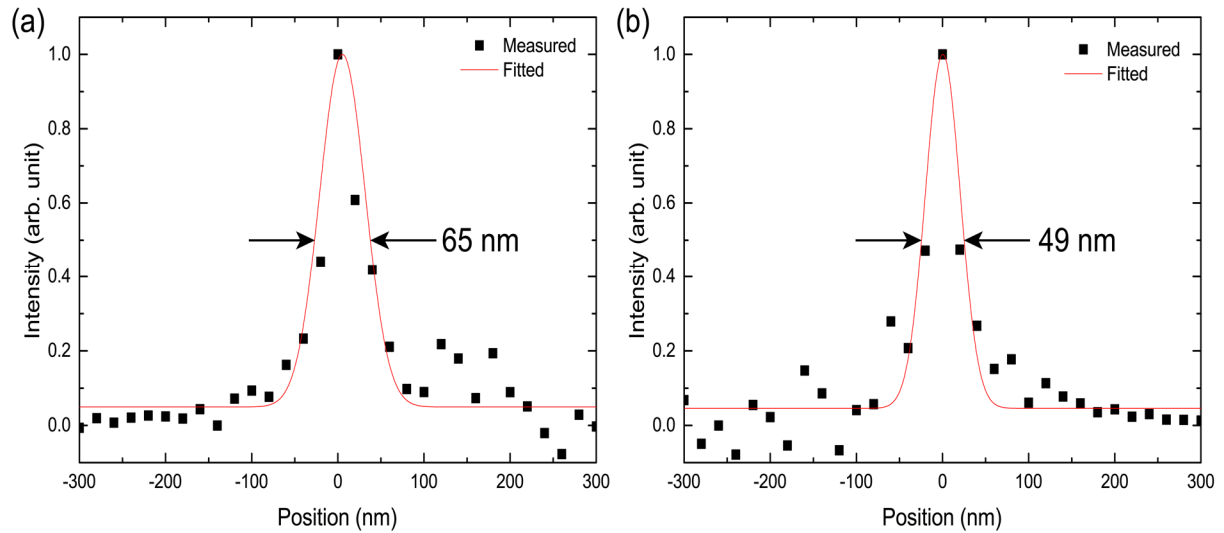 (a)
Measured
Fitted
1.0
0.8
0.6
0.4
0.2
0.0
65 nm
Intensity (arb. unit)
-300
-200
-100
0
100
200
300
Position (nm)
(b)
Measured
Fitted
1.0
0.8
0.6
0.4
0.2
0.0
49 nm
Intensity (arb. unit)
-300
-200
-100
0
100
200
300
Position (nm)